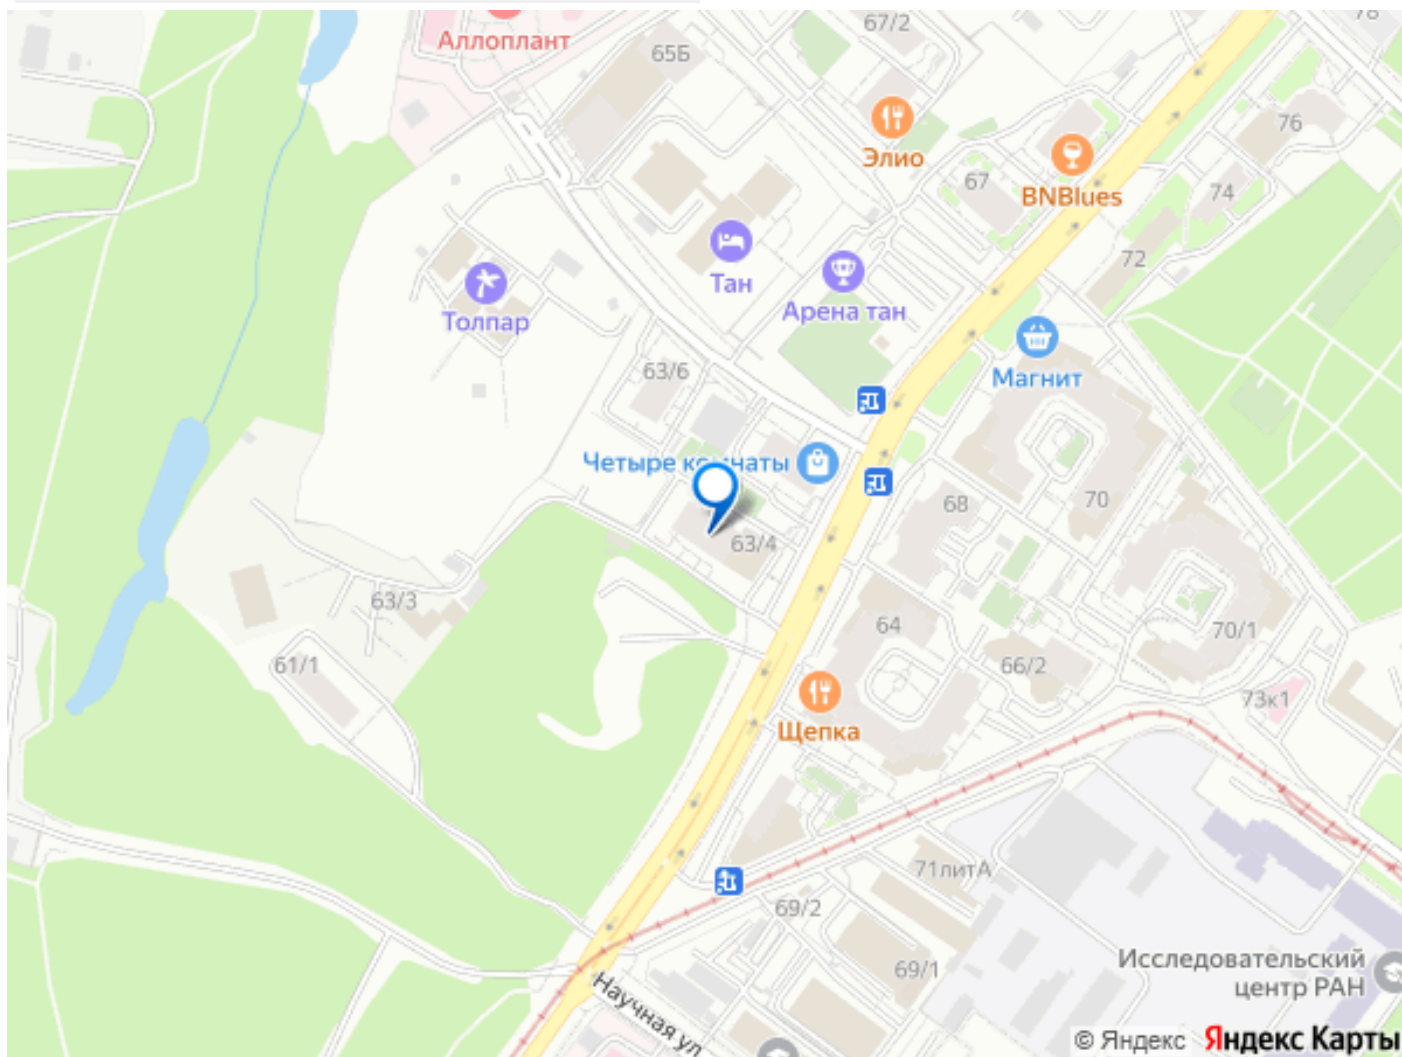 78
67/2
Аллоплант
65Б
Элио
76
67
BNBlues
74
72
Тан
Арена тан
Толпар
63/6
Магнит
Четыре комнаты
70
68
63/4
63/3
64
70/1
61/1
66/2
73к1
Щепка
71литА
69/2
69/1
Исследовательский
центр РАН
Научная ул.
© Яндекс Яндекс Карты